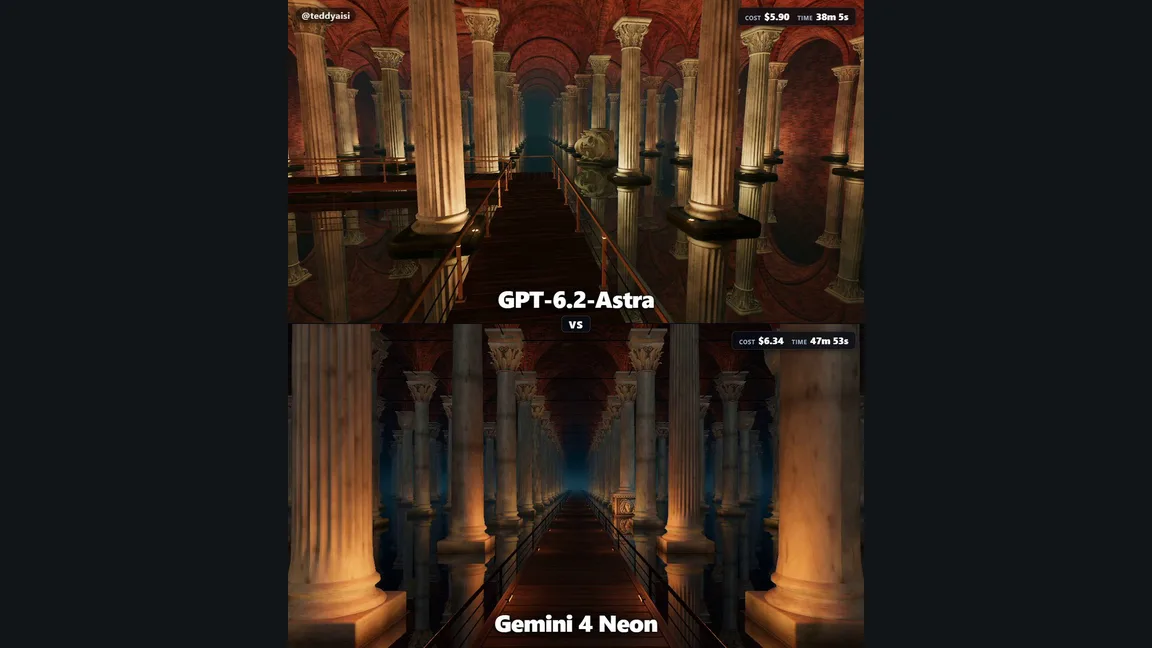 @teddyaisi
COST $5.90 TIME 38m 5s
GPT-6.2-Astra
VS
COST $6.34 TIME 47m 53s
Gemini 4 Neon